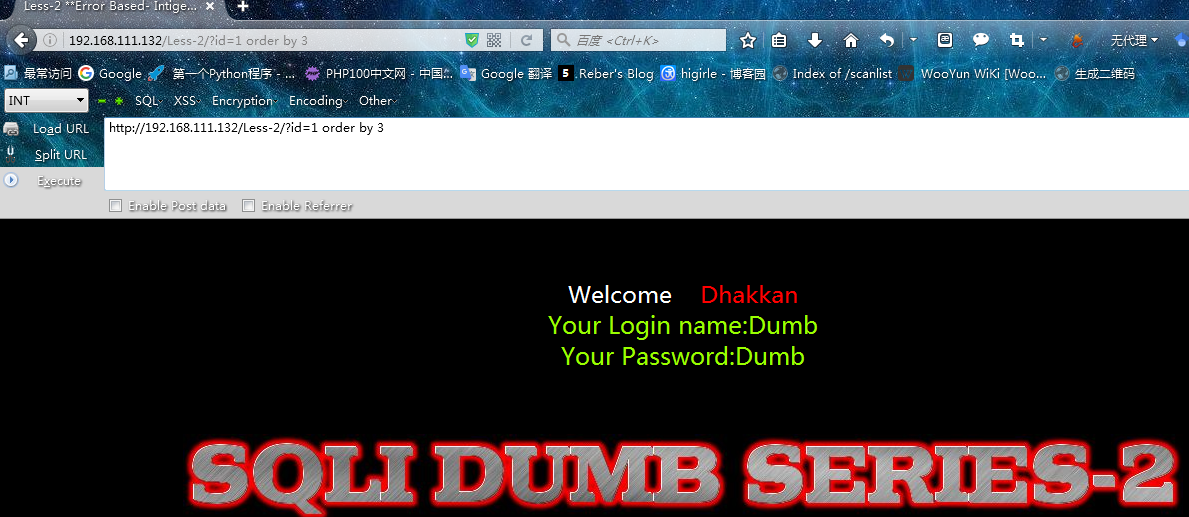 Less-2 **Error Based- Intige...
192.168.111.132/Less-2/?id=1 order by 3
百度 <Ctrl+K>
无代理
最常访问 Google 第一个Python程序 - ... PHP100中文网 - 中国... Google 翻译 5 .Reber's Blog higirle - 博客园 Index of /scanlist WooYun WiKi [Woo... 生成二维码
INT SQL XSS Encryption Encoding Other
Load URL
http://192.168.111.132/Less-2/?id=1 order by 3
Split URL
Execute
Enable Post data Enable Referrer
Welcome Dhakkan
Your Login name:Dumb
Your Password:Dumb
SQLI DUMB SERIES-2